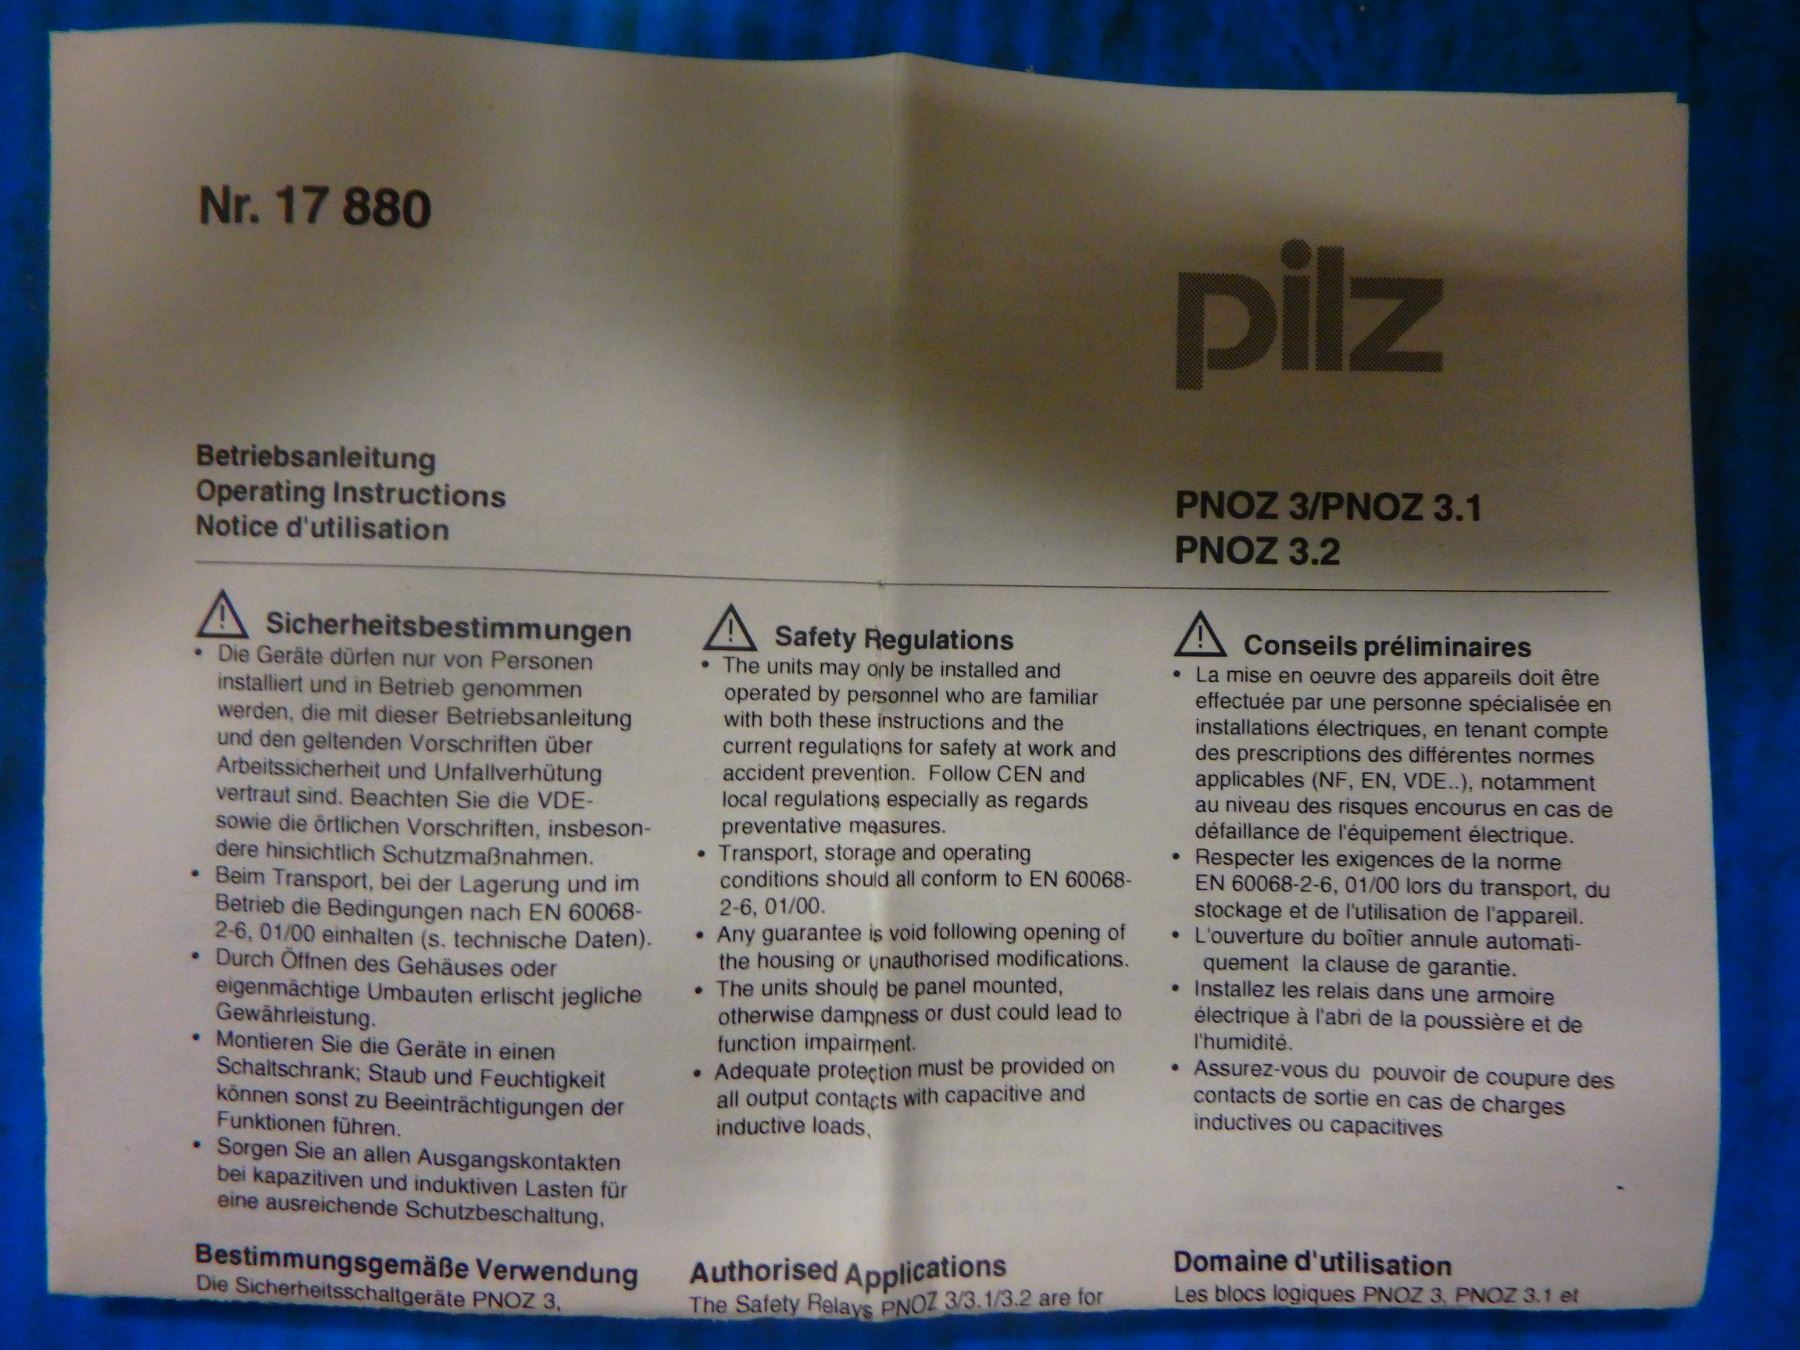 Nr. 17 880
pilz
Betriebsanleitung
Operating Instructions
Notice d'utilisation
PNOZ 3/PNOZ 3.1
PNOZ 3.2
Sicherheitsbestimmungen
• Die Geräte dürfen nur von Personen
installiert und in Betrieb genommen
werden, die mit dieser Betriebsanleitung
und den geltenden Vorschriften über
Arbeitssicherheit und Unfallverhütung
vertraut sind. Beachten Sie die VDE-
sowie die örtlichen Vorschriften, insbeson-
dere hinsichtlich Schutzmaßnahmen.
• Beim Transport, bei der Lagerung und im
Betrieb die Bedingungen nach EN 60068-
2-6, 01/00 einhalten (s. technische Daten).
• Durch Öffnen des Gehäuses oder
eigenmächtige Umbauten erlischt jegliche
Gewährleistung.
• Montieren Sie die Geräte in einen
Schaltschrank; Staub und Feuchtigkeit
können sonst zu Beeinträchtigungen der
Funktionen führen.
• Sorgen Sie an allen Ausgangskontakten
bei kapazitiven und induktiven Lasten für
eine ausreichende Schutzbeschaltung.
Bestimmungsgemäße Verwendung
Die Sicherheitsschaltgeräte PNOZ 3,
Safety Regulations
• The units may only be installed and
operated by personnel who are familiar
with both these instructions and the
current regulations for safety at work and
accident prevention. Follow CEN and
local regulations especially as regards
preventative measures.
• Transport, storage and operating
conditions should all conform to EN 60068-
2-6, 01/00.
• Any guarantee is void following opening of
the housing or unauthorised modifications.
• The units should be panel mounted,
otherwise dampness or dust could lead to
function impairment.
• Adequate protection must be provided on
all output contacts with capacitive and
inductive loads.
Authorised Applications
The Safety Relays PNOZ 3/3.1/3.2 are for
Conseils préliminaires
• La mise en oeuvre des appareils doit être
effectuée par une personne spécialisée en
installations électriques, en tenant compte
des prescriptions des différentes normes
applicables (NF, EN, VDE..), notamment
au niveau des risques encourus en cas de
défaillance de l'équipement électrique.
• Respecter les exigences de la norme
EN 60068-2-6, 01/00 lors du transport, du
stockage et de l'utilisation de l'appareil.
• L'ouverture du boîtier annule automati-
quement la clause de garantie.
• Installez les relais dans une armoire
électrique à l'abri de la poussière et de
l'humidité.
• Assurez-vous du pouvoir de coupure des
contacts de sortie en cas de charges
inductives ou capacitives
Domaine d'utilisation
Les blocs logiques PNOZ 3, PNOZ 3.1 et